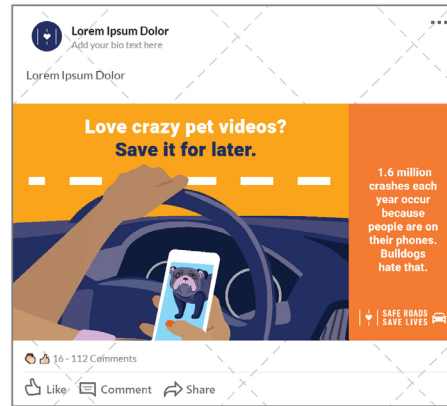 Lorem Ipsum Dolor
Add your bio text here
Lorem Ipsum Dolor
Love crazy pet videos?
Save it for later.
1.6 million
crashes each
year occur
because
people are on
their phones.
Bulldogs
hate that.
SAFE ROADS
SAVE LIVES
16 - 112 Comments
Like Comment Share